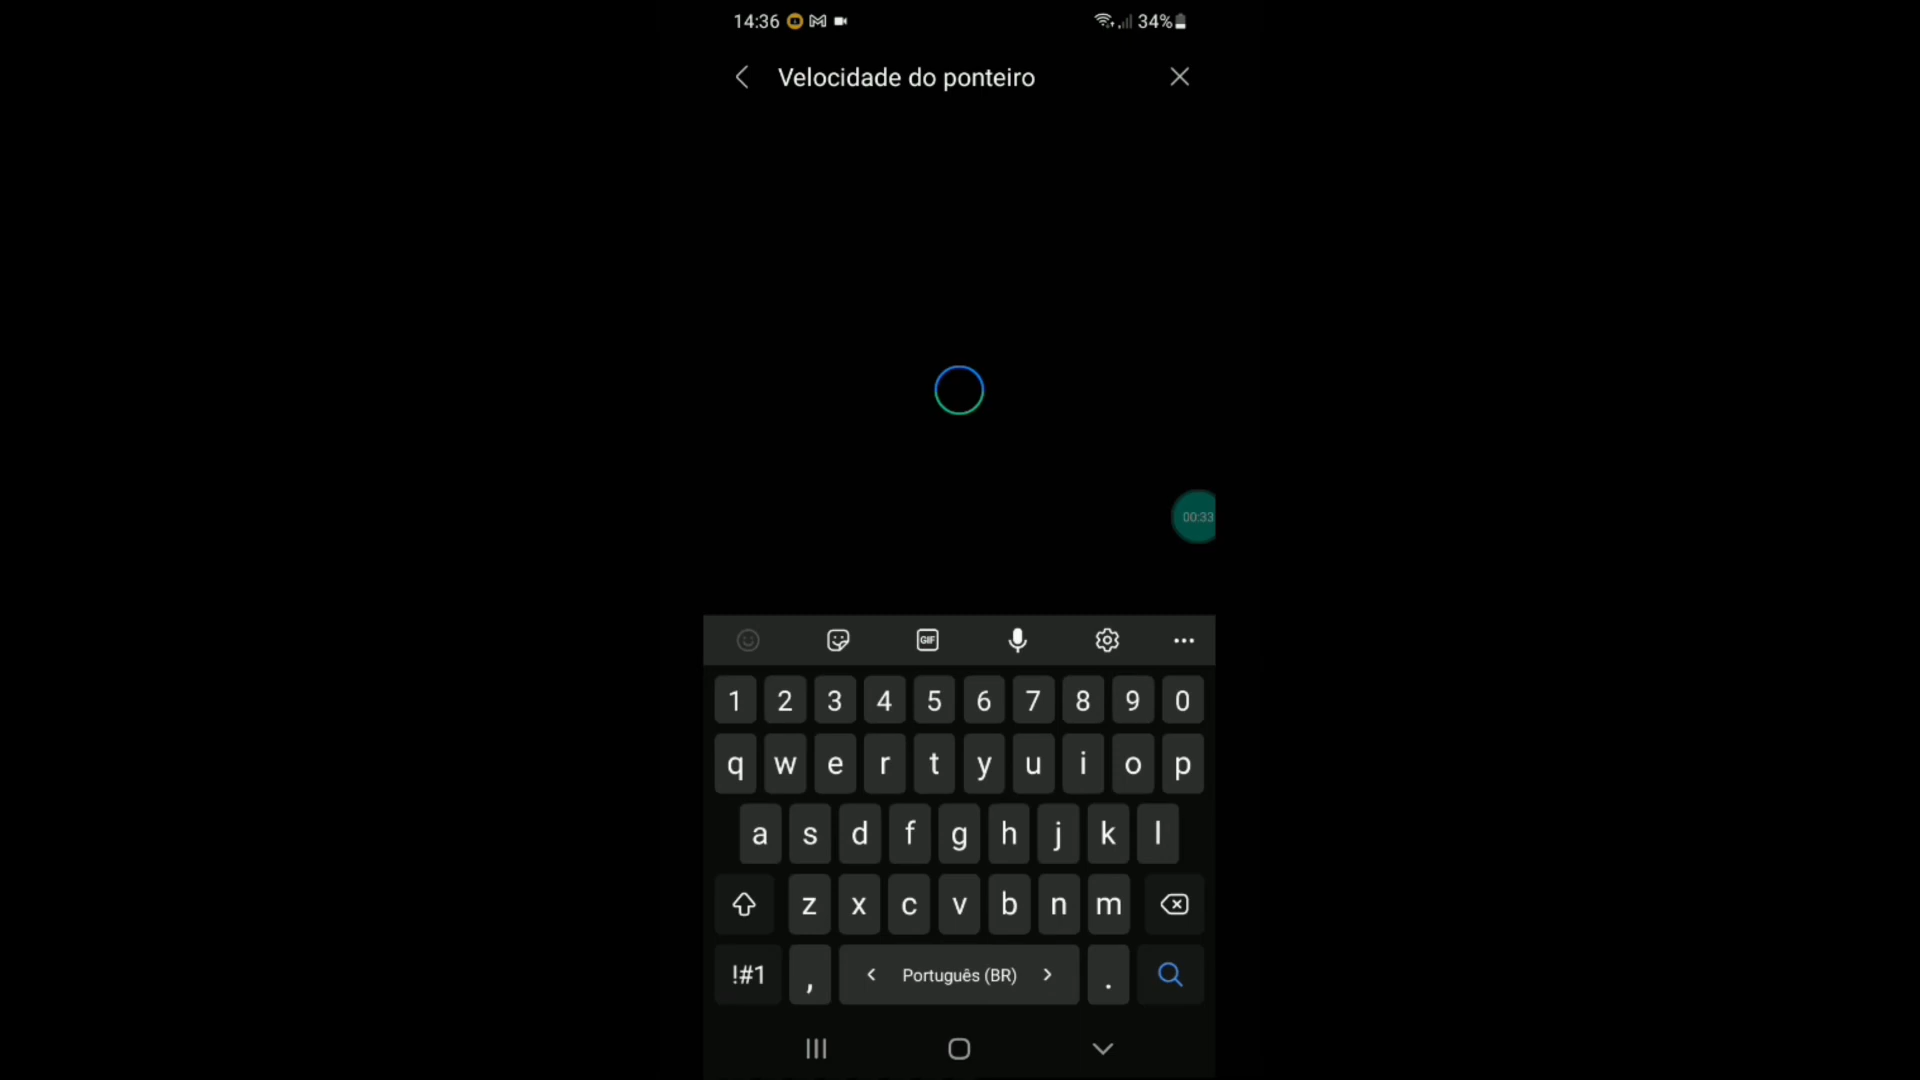 14:36 34%
Velocidade do ponteiro
00:33
GIF
1 2 3 4 5 6 7 8 9 0
q w e r t y u i o p
a s d f g h j k l
z x c v b n m
!#1 , < Português (BR) > .